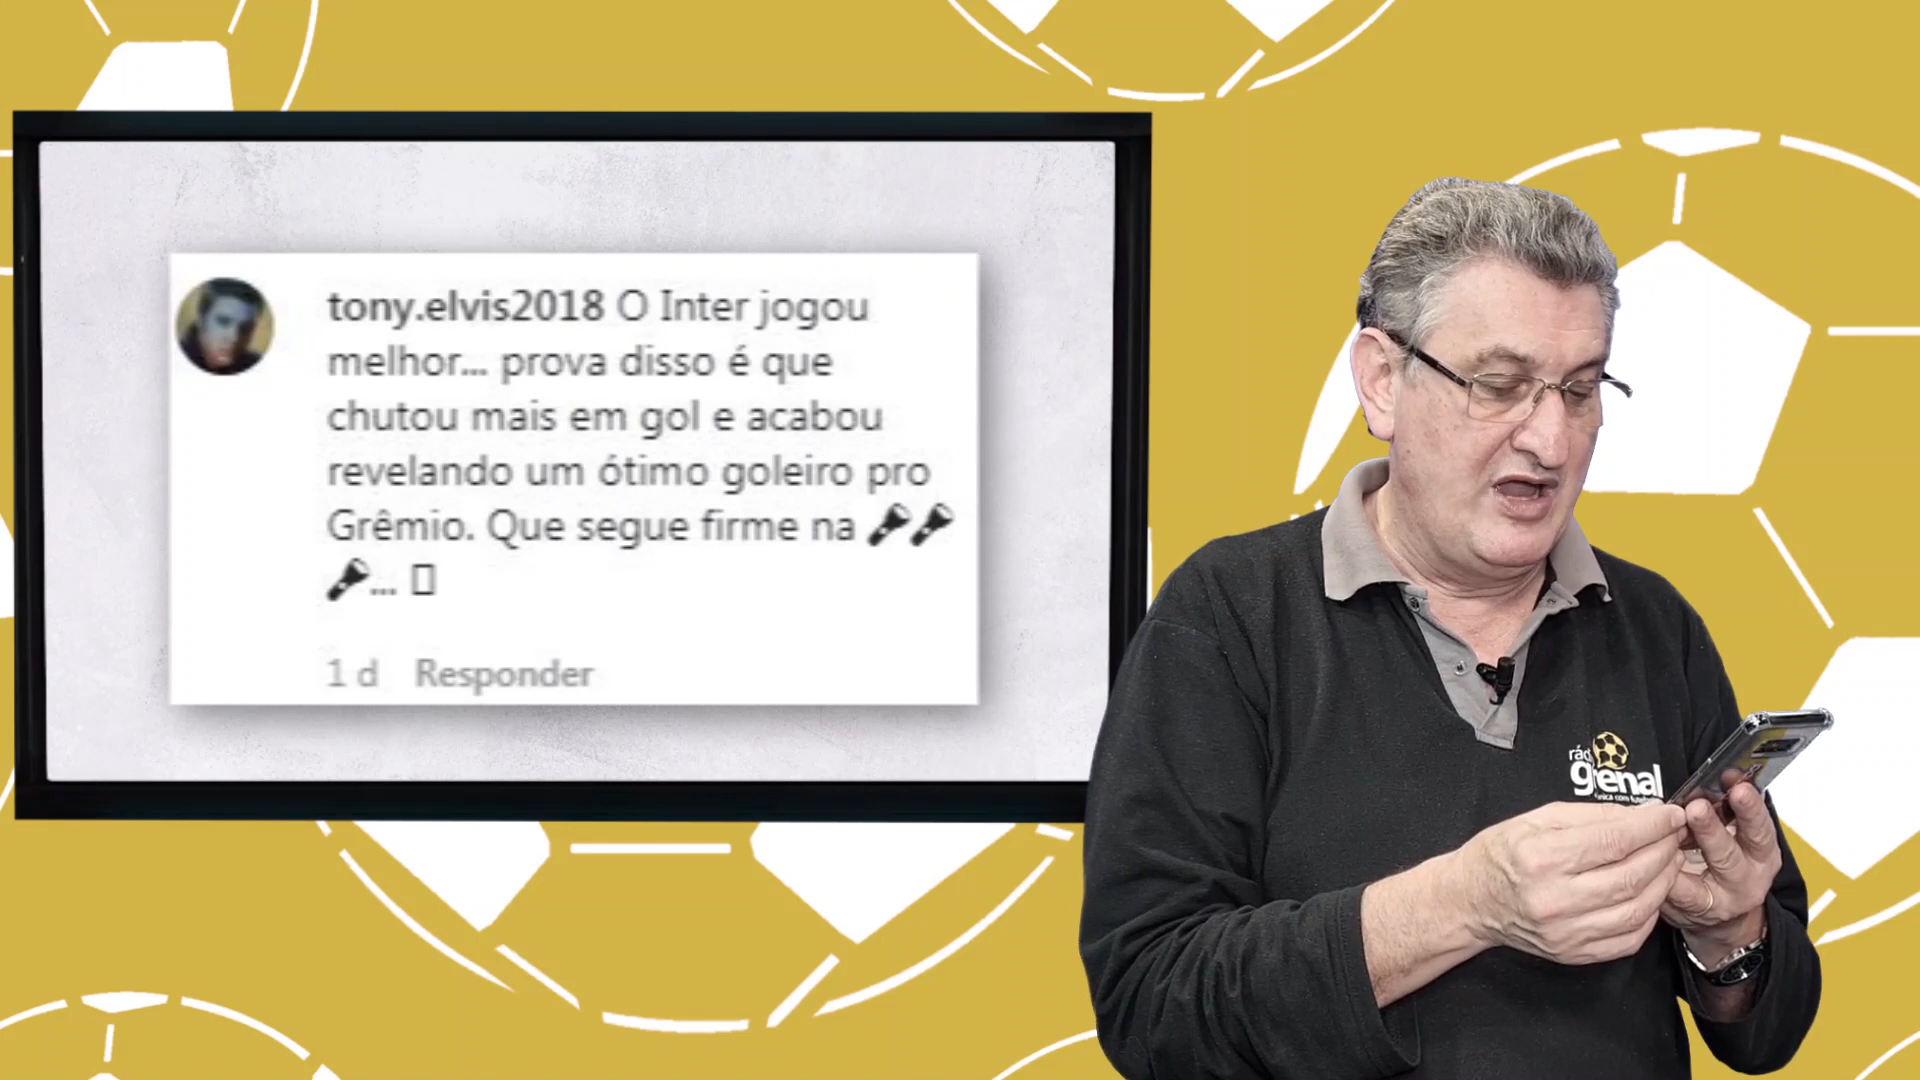 tony.elvis2018 O Inter jogou
melhor... prova disso é que
chutou mais em gol e acabou
revelando um ótimo goleiro pro
Grêmio. Que segue firme na 🔦🔦
🔦... 
1 d Responder
grenal